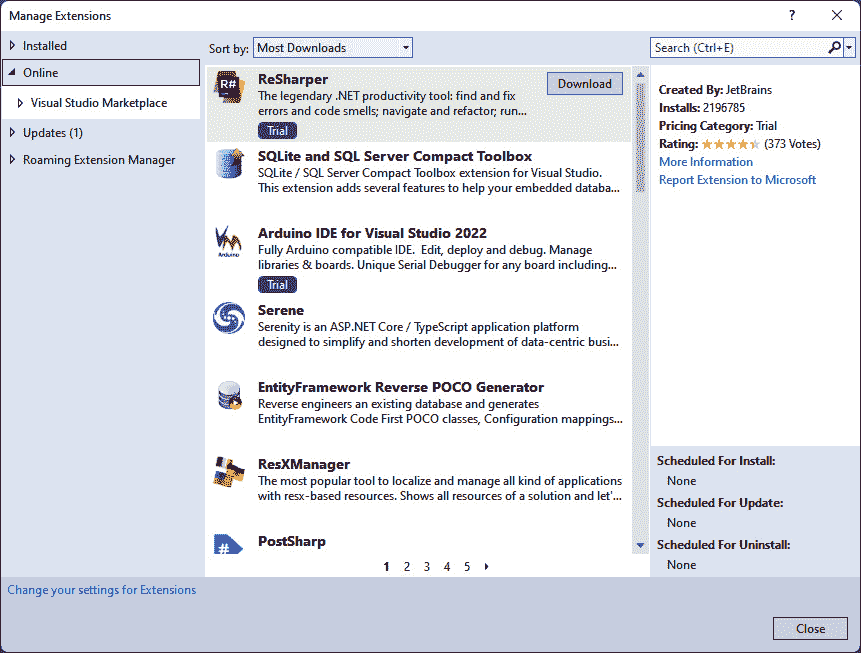 Manage Extensions
?
Installed
Online
Visual Studio Marketplace
Updates (1)
Roaming Extension Manager
Sort by: Most Downloads
R#
ReSharper
Download
The legendary .NET productivity tool: find and fix
errors and code smells; navigate and refactor; run...
Trial
SQLite and SQL Server Compact Toolbox
SQLite / SQL Server Compact Toolbox extension for Visual Studio.
This extension adds several features to help your embedded databa...
Arduino
Arduino IDE for Visual Studio 2022
Fully Arduino compatible IDE. Edit, deploy and debug. Manage
libraries & boards. Unique Serial Debugger for any board including...
Trial
Serene
Serenity is an ASP.NET Core / TypeScript application platform
designed to simplify and shorten development of data-centric busi...
EntityFramework Reverse POCO Generator
Reverse engineers an existing database and generates
EntityFramework Code First POCO classes, Configuration mappings...
ResXManager
The most popular tool to localize and manage all kind of applications
with resx-based resources. Shows all resources of a solution and let'...
#
PostSharp
1 2 3 4 5
Search (Ctrl+E)
Created By: JetBrains
Installs: 2196785
Pricing Category: Trial
Rating: (373 Votes)
More Information
Report Extension to Microsoft
Scheduled For Install:
None
Scheduled For Update:
None
Scheduled For Uninstall:
None
Change your settings for Extensions
Close